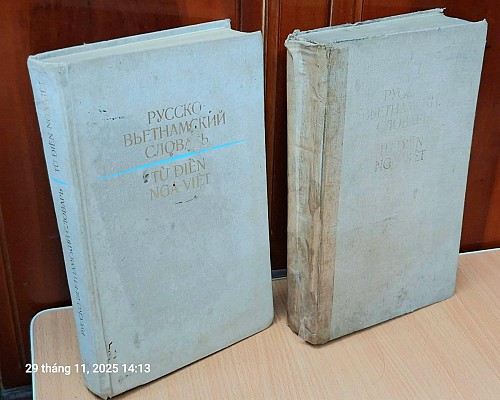 РУССКО-
ВЬЕТНАМСКИЙ
СЛОВАРЬ
TỪ ĐIỂN
NGA VIỆT
РУССКО-ВЬЕТНАМСКИЙ СЛОВАРЬ
TỪ ĐIỂN NGA VIỆT
РУССКО
ВЬЕТНАМСКИЙ
СЛОВАРЬ
TỪ ĐIỂN
NGA VIỆT
29 tháng 11, 2025 14:13